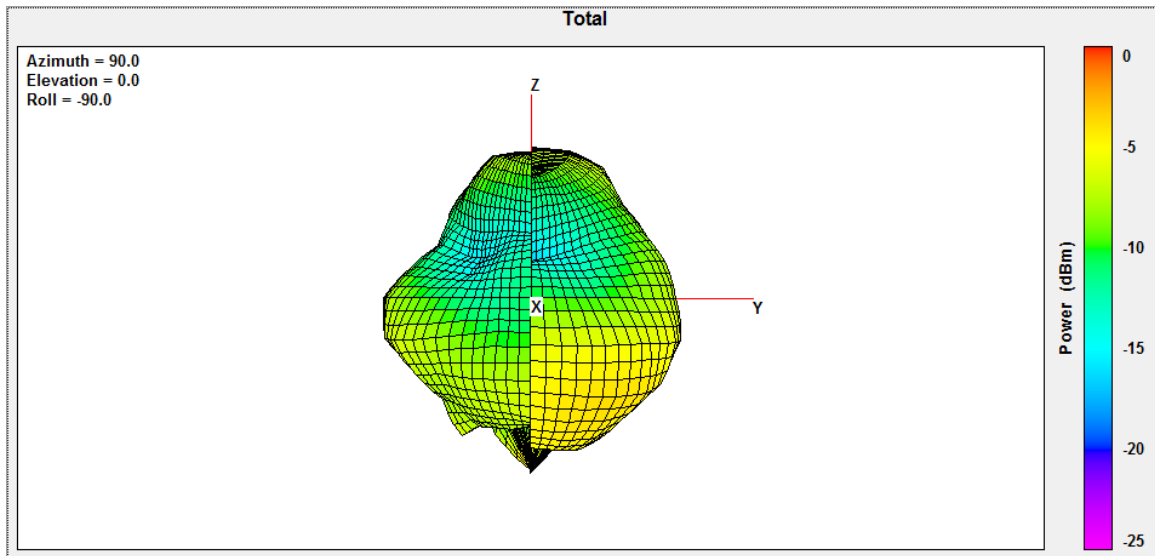 Total
Azimuth = 90.0
Elevation = 0.0
Roll = -90.0
Z
X
Y
0
-5
-10
-15
-20
-25
Power (dBm)